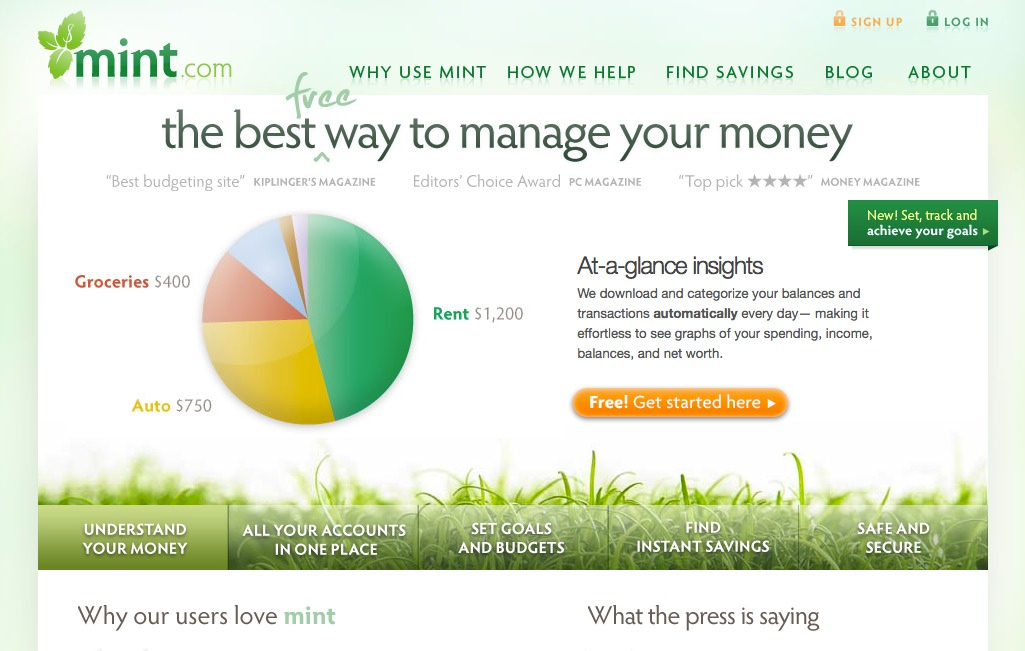 mint.com
SIGN UP
LOG IN
WHY USE MINT HOW WE HELP FIND SAVINGS BLOG ABOUT
free
the best ^ way to manage your money
“Best budgeting site” KIPLINGER'S MAGAZINE
Editors' Choice Award PC MAGAZINE
“Top pick ★★★★” MONEY MAGAZINE
New! Set, track and
achieve your goals ▸
Groceries $400
Rent $1,200
Auto $750
At-a-glance insights
We download and categorize your balances and
transactions automatically every day— making it
effortless to see graphs of your spending, income,
balances, and net worth.
Free! Get started here ▸
UNDERSTAND
YOUR MONEY
ALL YOUR ACCOUNTS
IN ONE PLACE
SET GOALS
AND BUDGETS
FIND
INSTANT SAVINGS
SAFE AND
SECURE
Why our users love mint
What the press is saying